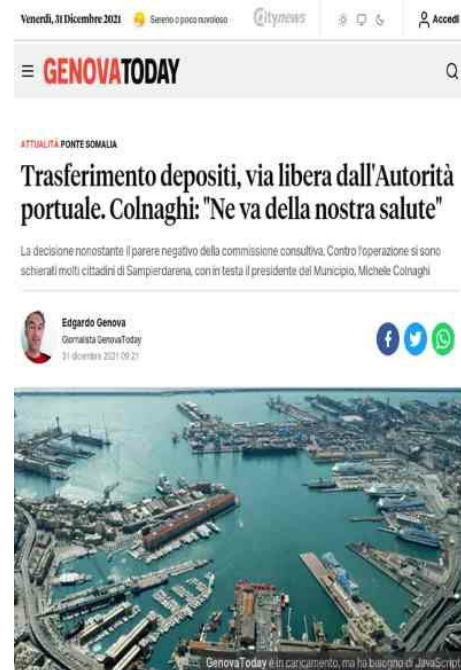 Venerdì, 31 Dicembre 2021 Sereno o poco nuvoloso Citynews Accedi
GENOVATODAY
ATTUALITÀ PONTE SOMALIA
Trasferimento depositi, via libera dall'Autorità
portuale. Colnaghi: "Ne va della nostra salute"
La decisione nonostante il parere negativo della commissione consultiva. Contro l'operazione si sono
schierati molti cittadini di Sampierdarena, con in testa il presidente del Municipio, Michele Colnaghi
Edgardo Genova
Giornalista GenovaToday
31 dicembre 2021 09:21
GenovaToday è in caricamento, ma ha bisogno di JavaScript